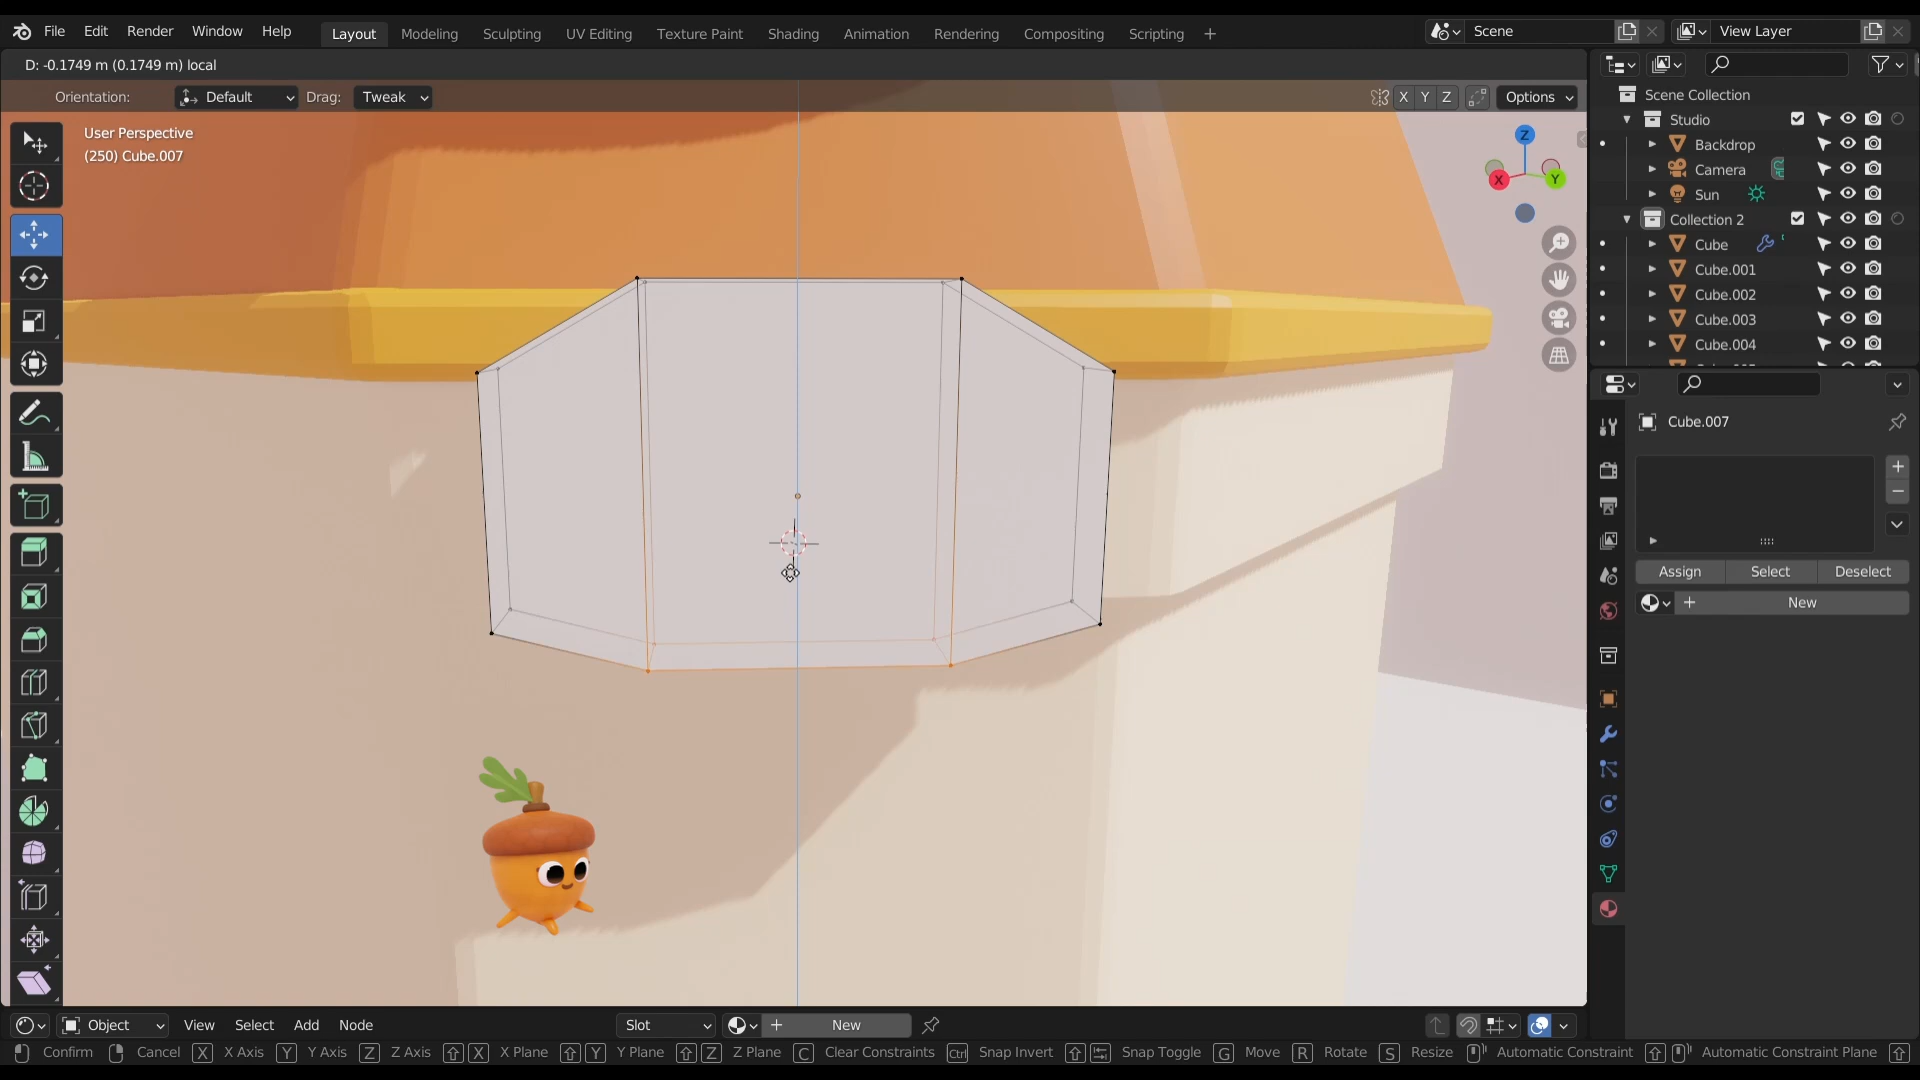 File Edit Render Window Help Layout Modeling Sculpting UV Editing Texture Paint Shading Animation Rendering Compositing Scripting Scene View Layer
D: -0.1749 m (0.1749 m) local
Orientation: Default Drag: Tweak X Y Z Options
User Perspective
(250) Cube.007
Z
X Y
Scene Collection
Studio
Backdrop
Camera
Sun
Collection 2
Cube
Cube.001
Cube.002
Cube.003
Cube.004
Cube.007
Assign Select Deselect
New
Object View Select Add Node Slot New
Confirm Cancel X X Axis Y Y Axis Z Z Axis X X Plane Y Y Plane Z Z Plane C Clear Constraints Ctrl Snap Invert Snap Toggle G Move R Rotate S Resize Automatic Constraint Automatic Constraint Plane